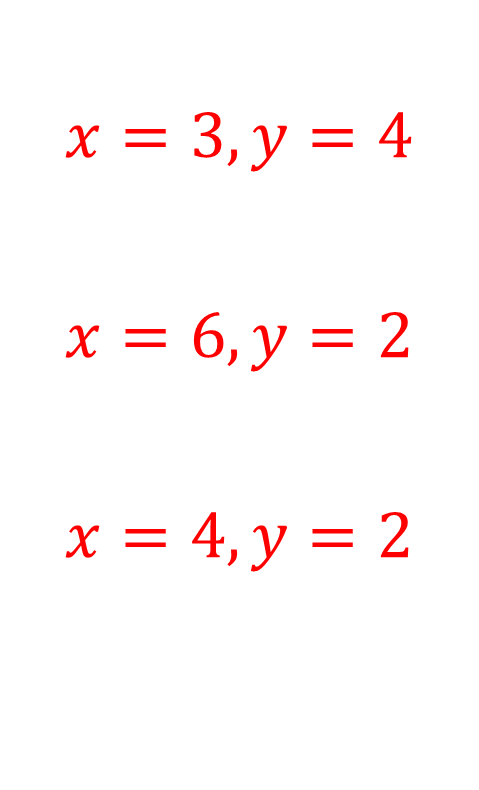 x = 3, y = 4
x = 6, y = 2
x = 4, y = 2